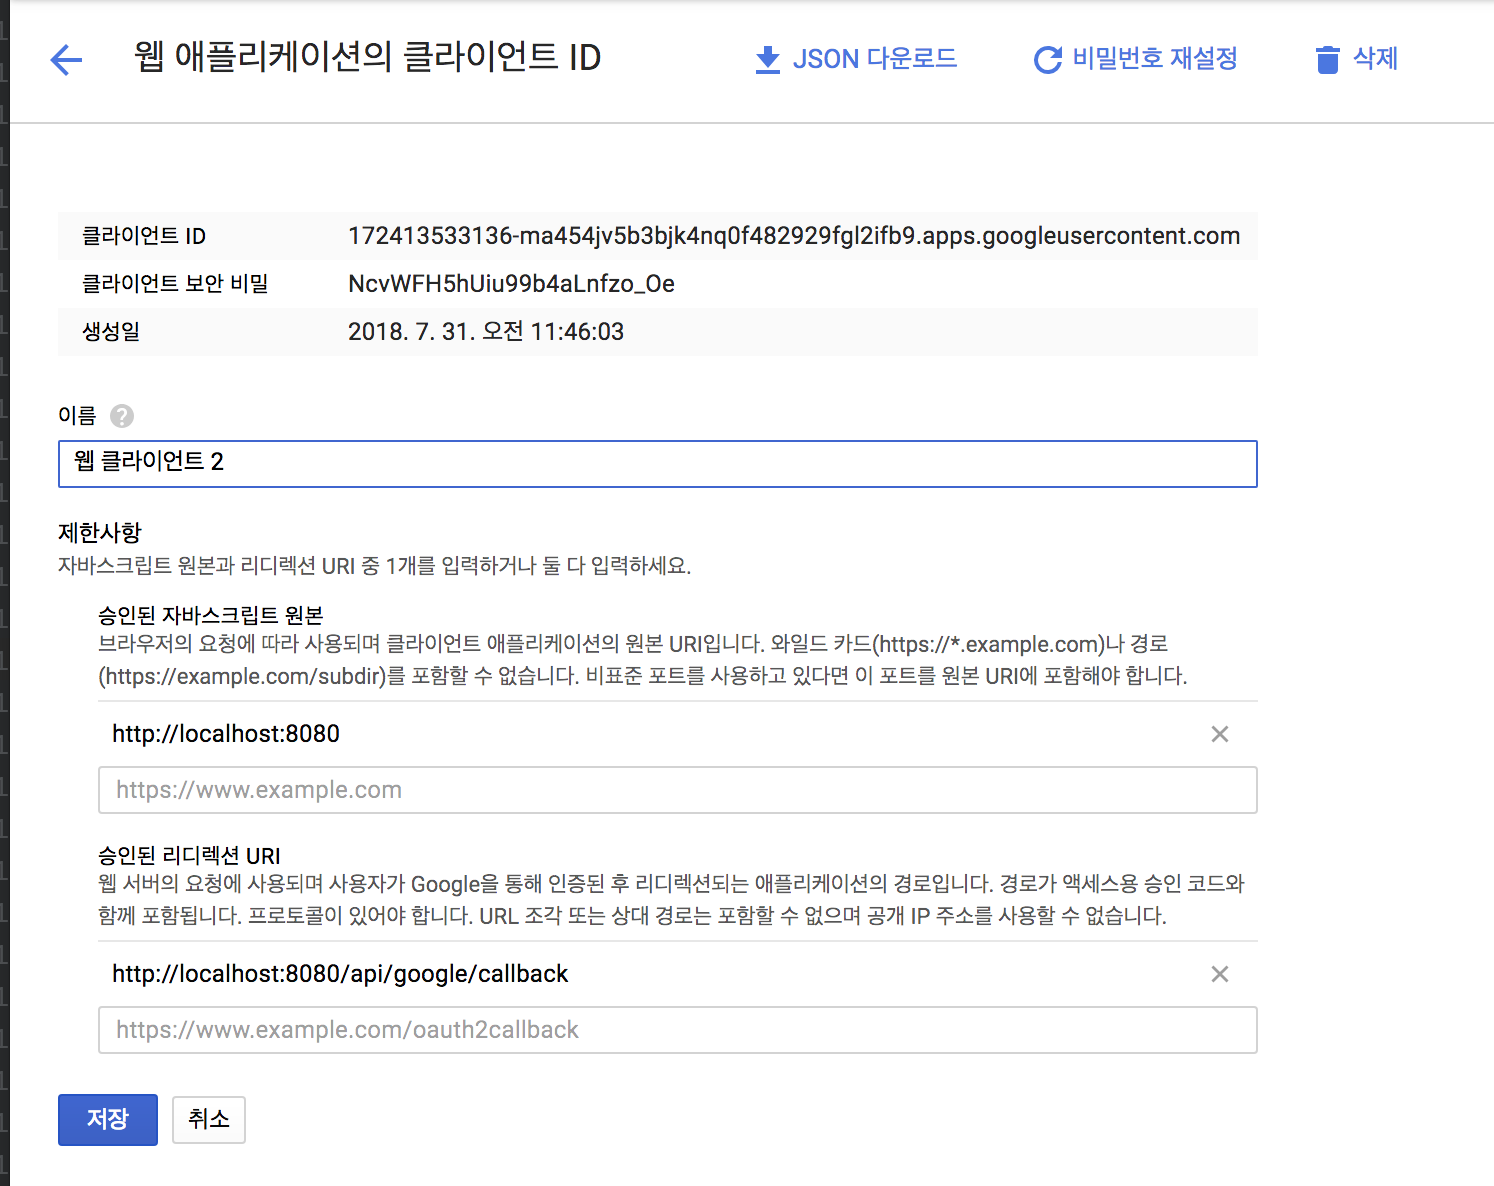 웹 애플리케이션의 클라이언트 ID
JSON 다운로드
비밀번호 재설정
삭제
클라이언트 ID 172413533136-ma454jv5b3bjk4nq0f482929fgl2ifb9.apps.googleusercontent.com
클라이언트 보안 비밀 NcvWFH5hUiu99b4aLnfzo_Oe
생성일 2018. 7. 31. 오전 11:46:03
이름
웹 클라이언트 2
제한사항
자바스크립트 원본과 리디렉션 URI 중 1개를 입력하거나 둘 다 입력하세요.
승인된 자바스크립트 원본
브라우저의 요청에 따라 사용되며 클라이언트 애플리케이션의 원본 URI입니다. 와일드 카드(https://*.example.com)나 경로
(https://example.com/subdir)를 포함할 수 없습니다. 비표준 포트를 사용하고 있다면 이 포트를 원본 URI에 포함해야 합니다.
http://localhost:8080
https://www.example.com
승인된 리디렉션 URI
웹 서버의 요청에 사용되며 사용자가 Google을 통해 인증된 후 리디렉션되는 애플리케이션의 경로입니다. 경로가 액세스용 승인 코드와
함께 포함됩니다. 프로토콜이 있어야 합니다. URL 조각 또는 상대 경로는 포함할 수 없으며 공개 IP 주소를 사용할 수 없습니다.
http://localhost:8080/api/google/callback
https://www.example.com/oauth2callback
저장
취소